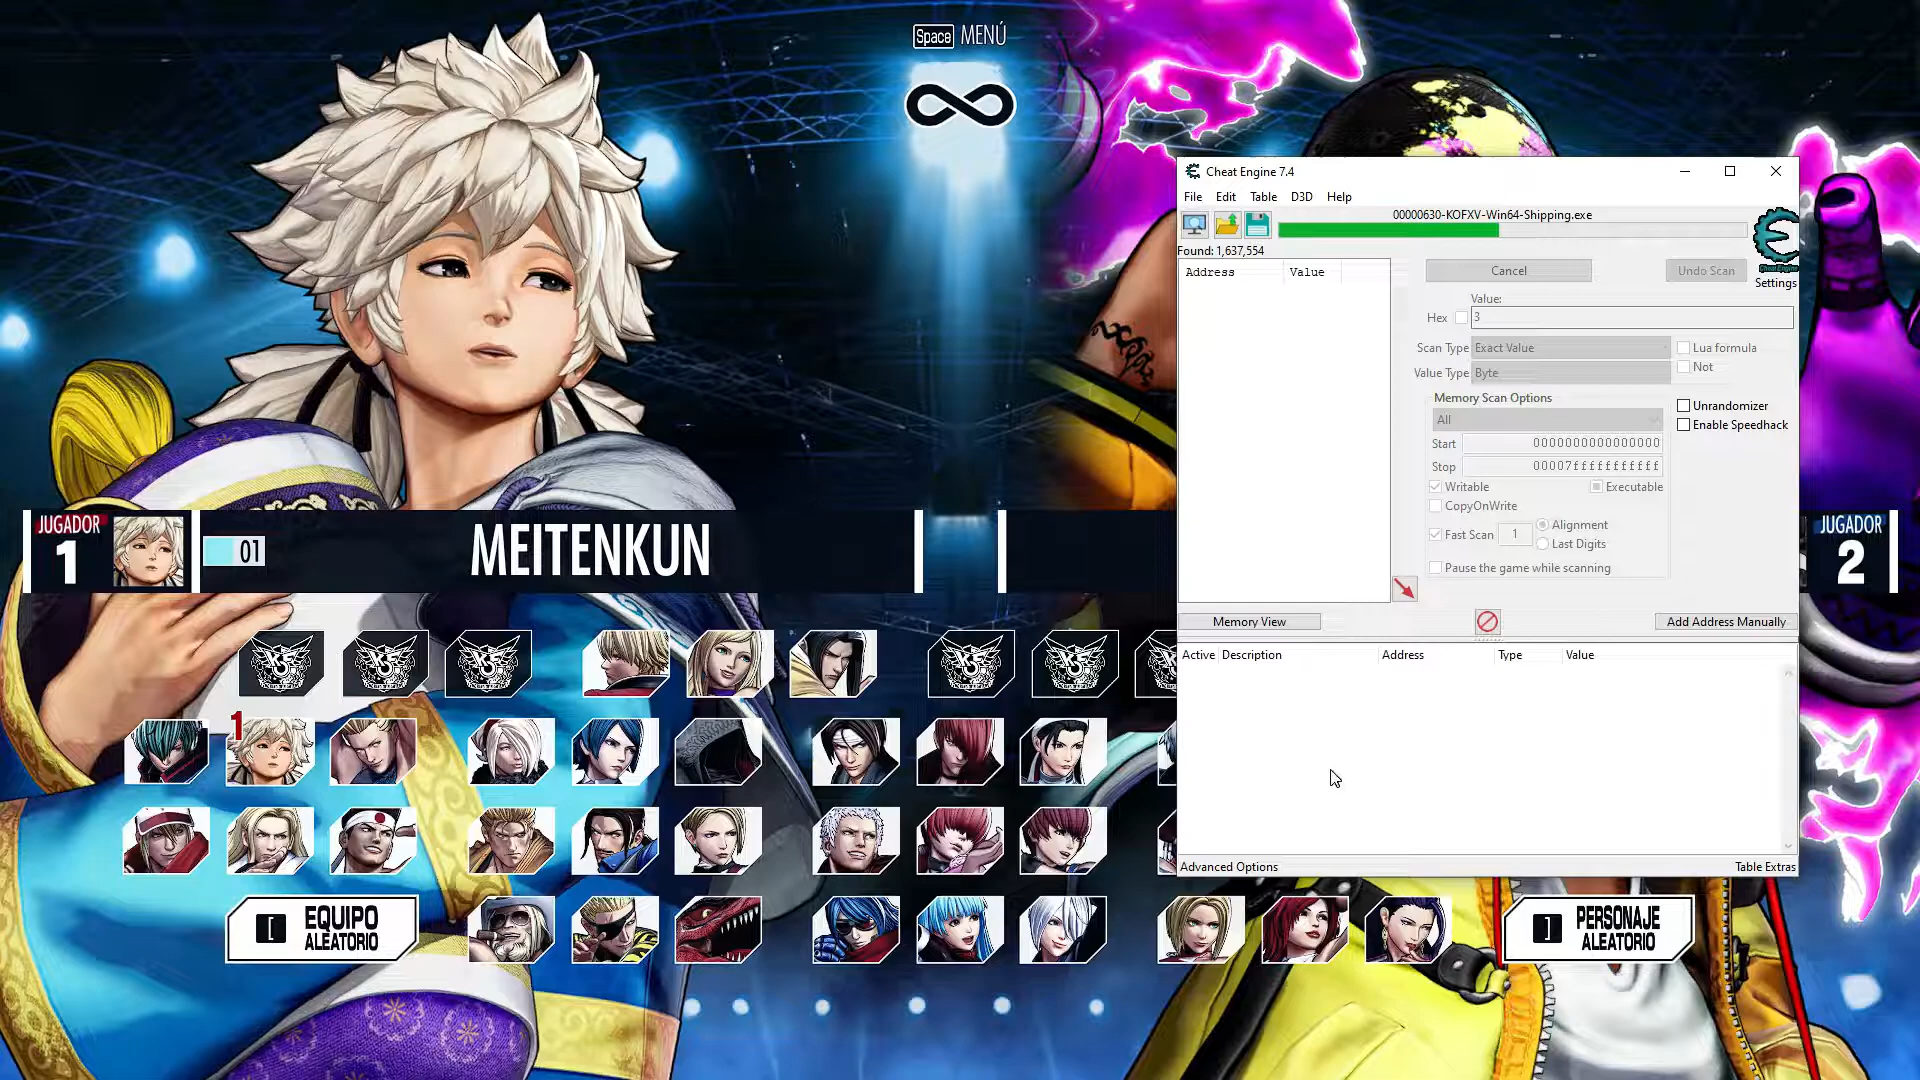 Space MENÚ
JUGADOR
1
01
MEITENKUN
JUGADOR
2
1
[ EQUIPO
ALEATORIO
] PERSONAJE
ALEATORIO
Cheat Engine 7.4
File Edit Table D3D Help
00000630-KOFXV-Win64-Shipping.exe
Found: 1,637,554
Address Value
Cancel
Undo Scan
Settings
Value:
Hex 3
Scan Type Exact Value
Lua formula
Not
Value Type Byte
Memory Scan Options
All
Unrandomizer
Enable Speedhack
Start 0000000000000000
Stop 00007fffffffffff
Writable Executable
CopyOnWrite
Fast Scan 1 Alignment
Last Digits
Pause the game while scanning
Memory View
Add Address Manually
Active Description Address Type Value
Advanced Options
Table Extras